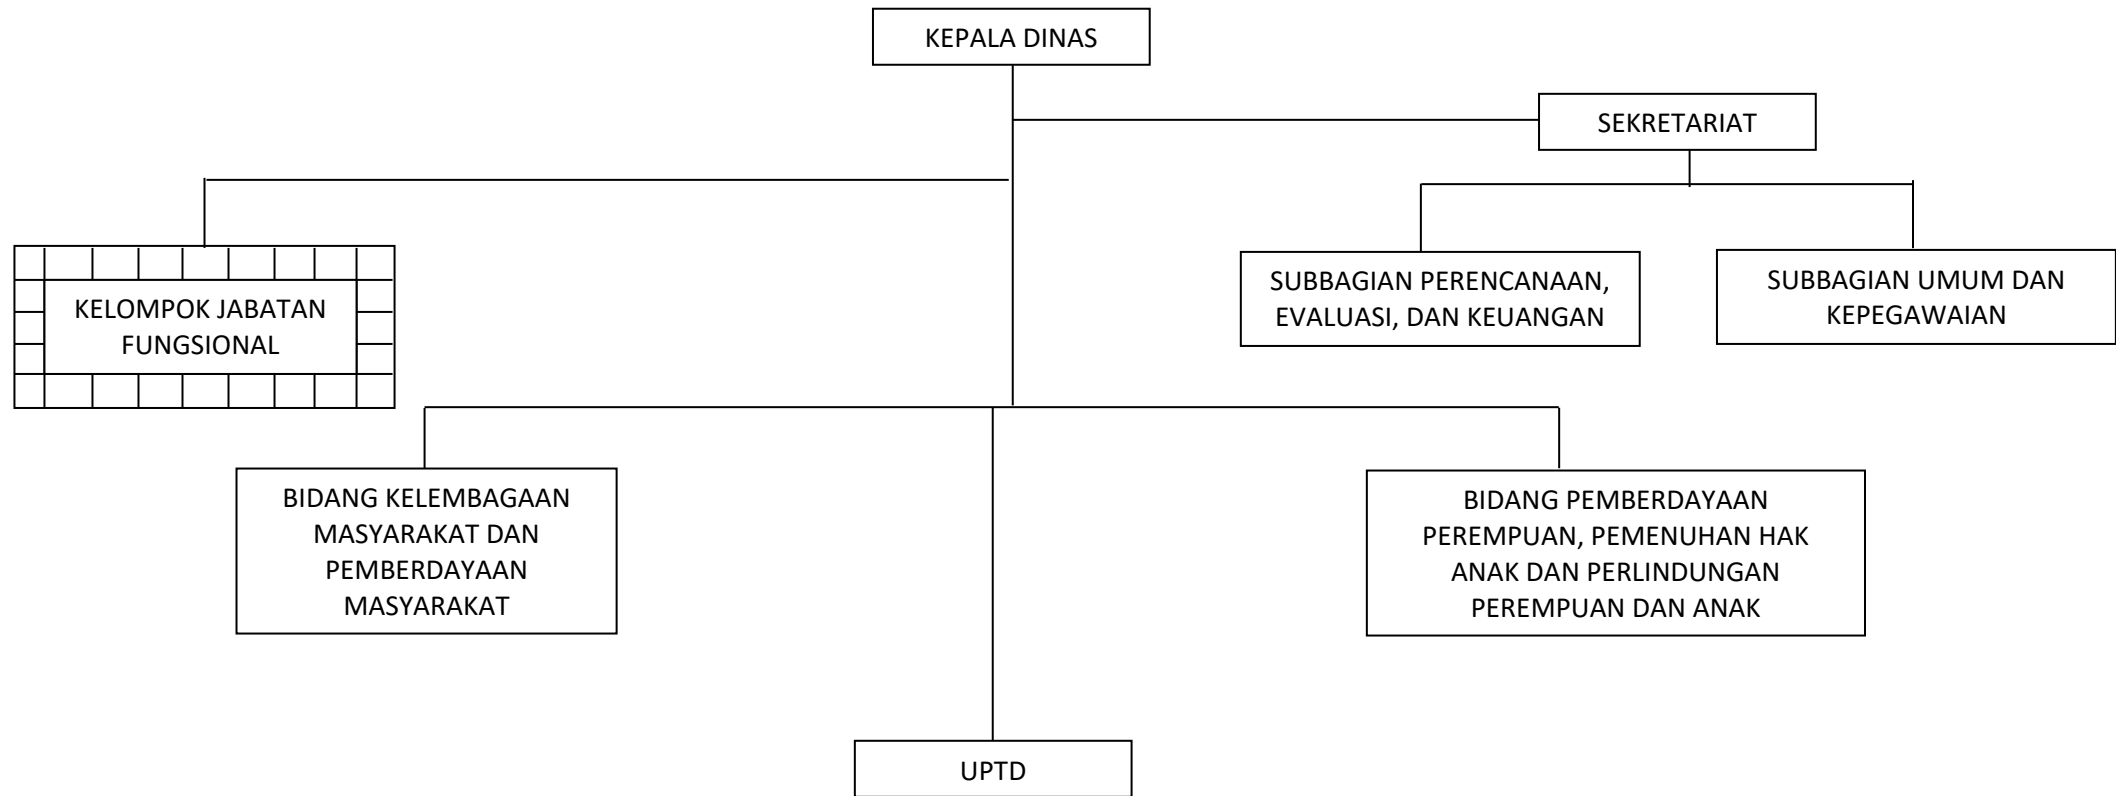 KEPALA DINAS
SEKRETARIAT
KELOMPOK JABATAN
FUNGSIONAL
SUBBAGIAN PERENCANAAN,
EVALUASI, DAN KEUANGAN
SUBBAGIAN UMUM DAN
KEPEGAWAIAN
BIDANG KELEMBAGAAN
MASYARAKAT DAN
PEMBERDAYAAN
MASYARAKAT
BIDANG PEMBERDAYAAN
PEREMPUAN, PEMENUHAN HAK
ANAK DAN PERLINDUNGAN
PEREMPUAN DAN ANAK
UPTD